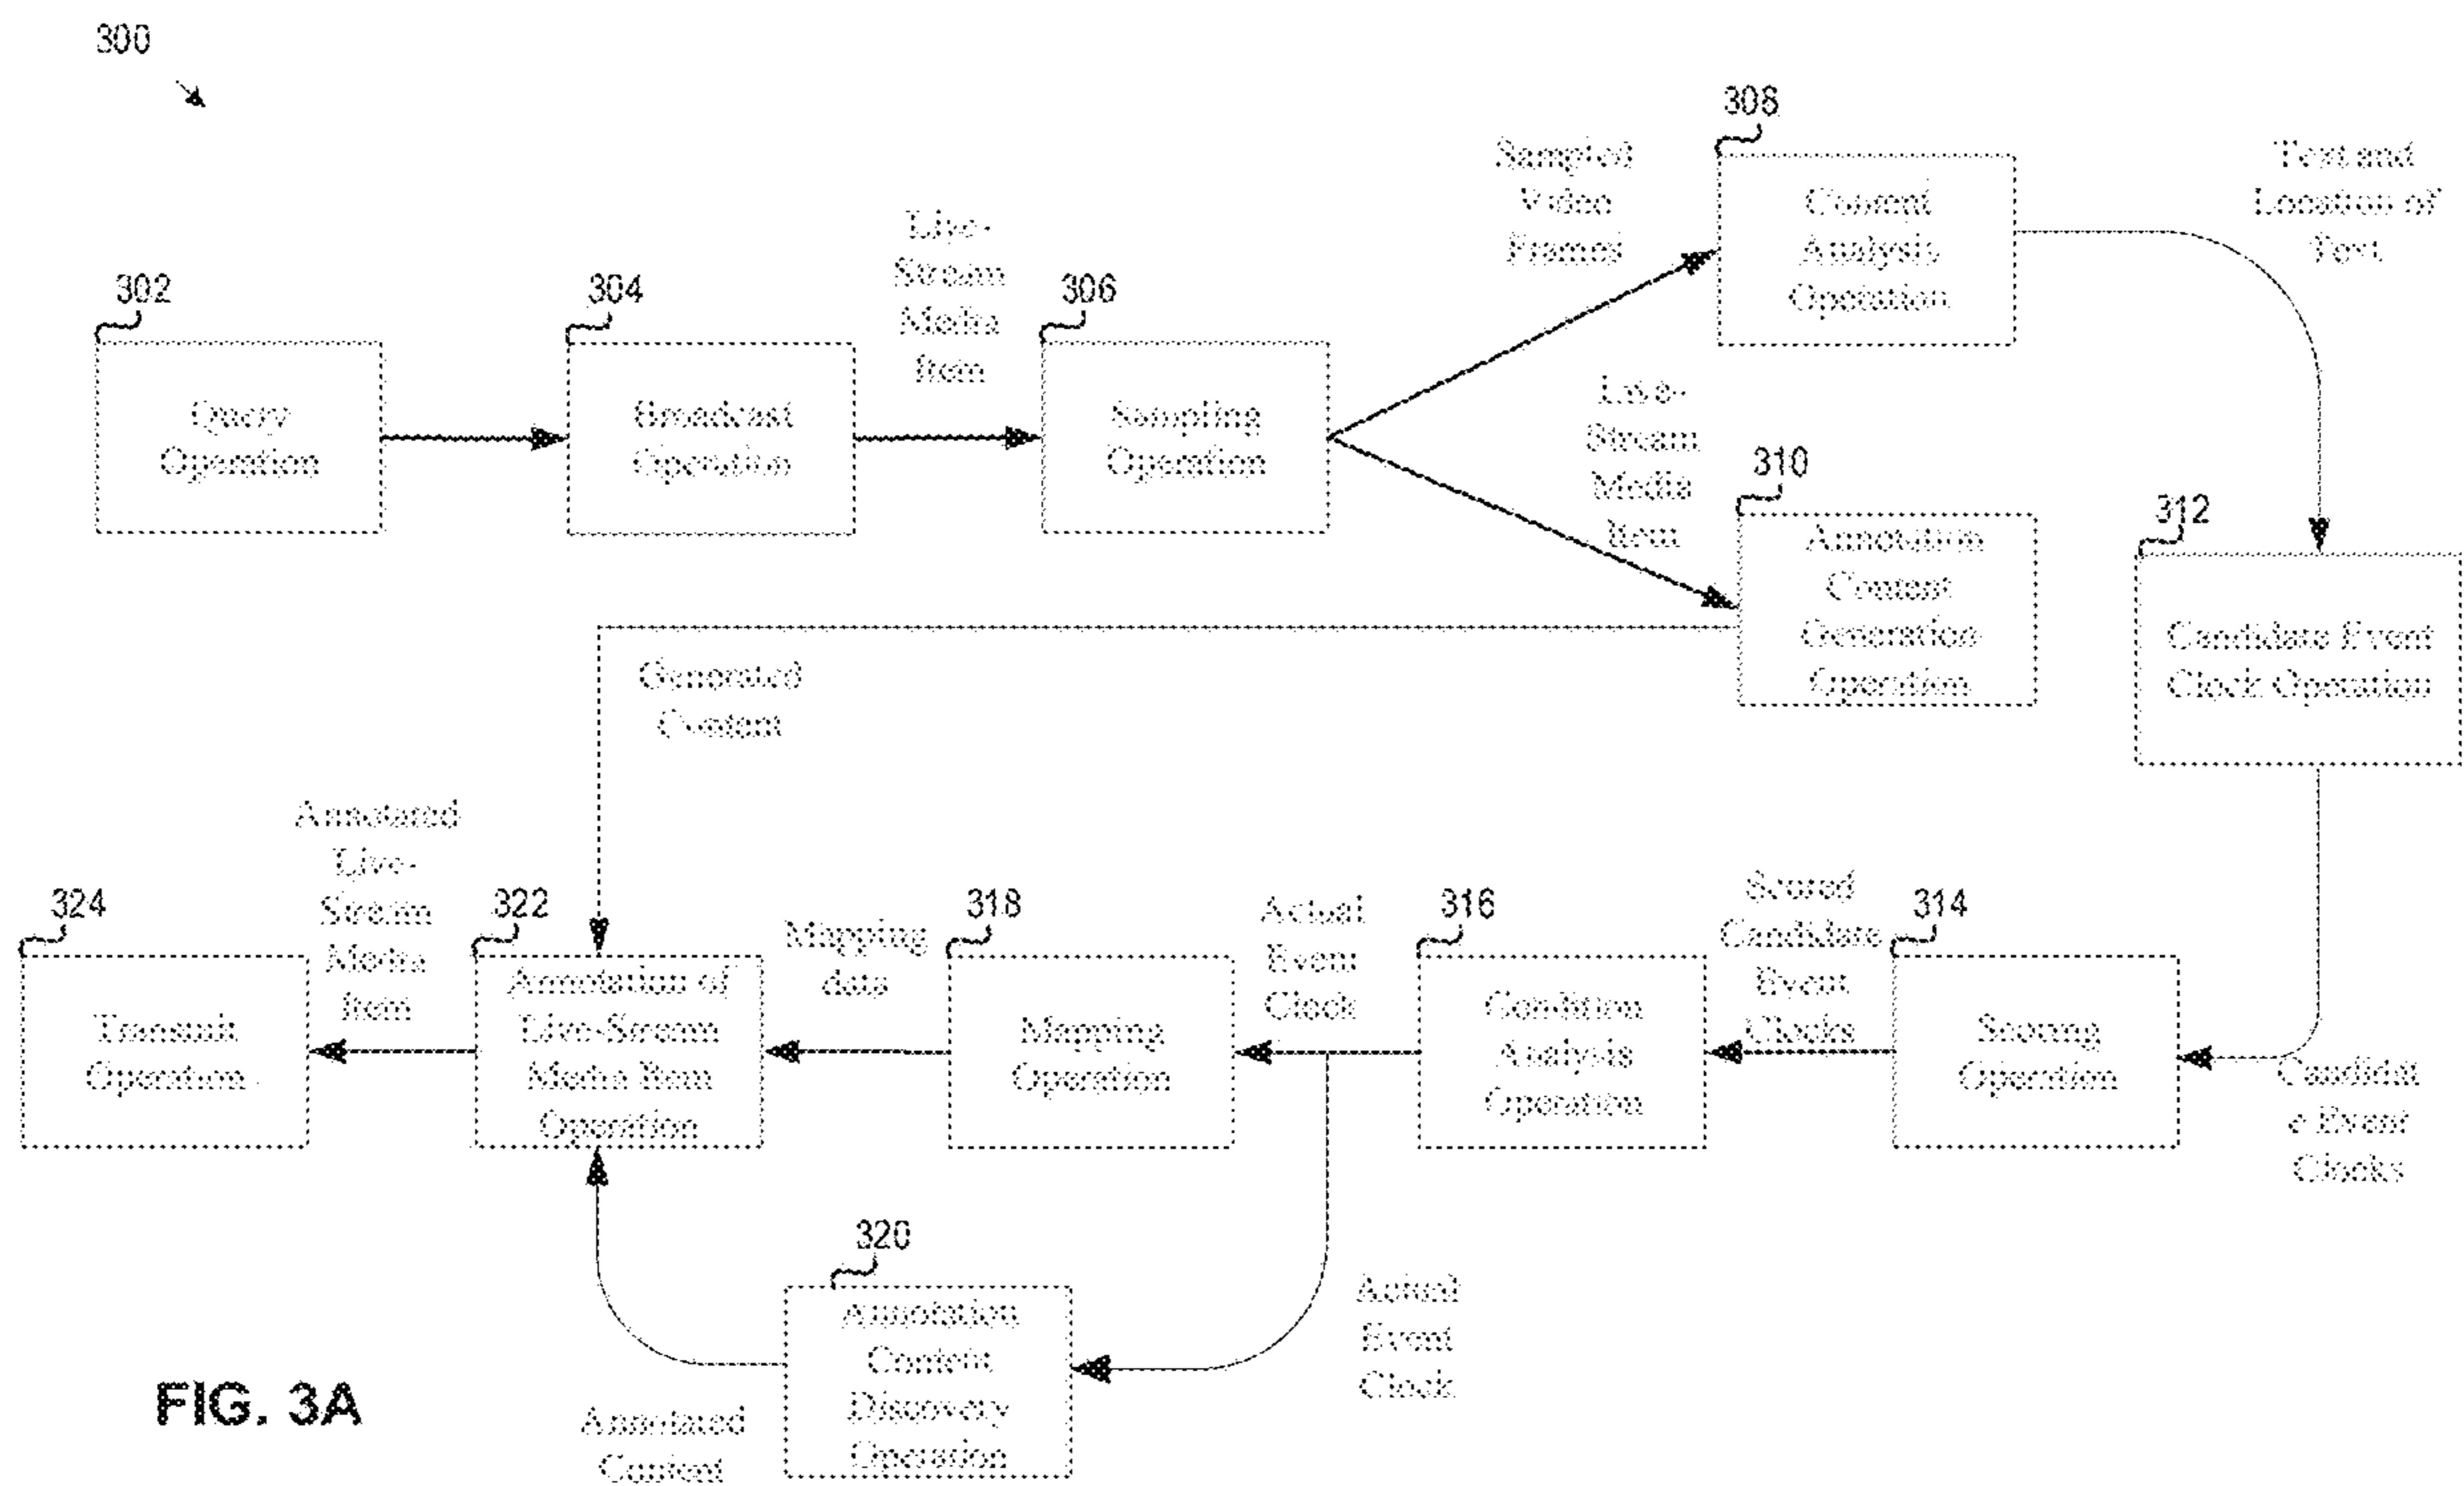 300
302
Query
Operation
304
Broadcast
Operation
Live-
Stream
Media
Item
306
Sampling
Operation
Sampled
Video
Frames
308
Content
Analysis
Operation
Text and
Location of
Text
Live-
Stream
Media
Item
310
Annotation
Content
Generation
Operation
312
Candidate Event
Clock Operation
Generated
Content
Candidat
e Event
Clocks
314
Scoring
Operation
Scored
Candidate
Event
Clocks
316
Condition
Analysis
Operation
Actual
Event
Clock
318
Mapping
Operation
Mapping
data
322
Annotation of
Live-Stream
Media Item
Operation
Annotated
Live-
Stream
Media
Item
324
Transmit
Operation
Actual
Event
Clock
320
Annotation
Content
Discovery
Operation
Annotated
Content
FIG. 3A